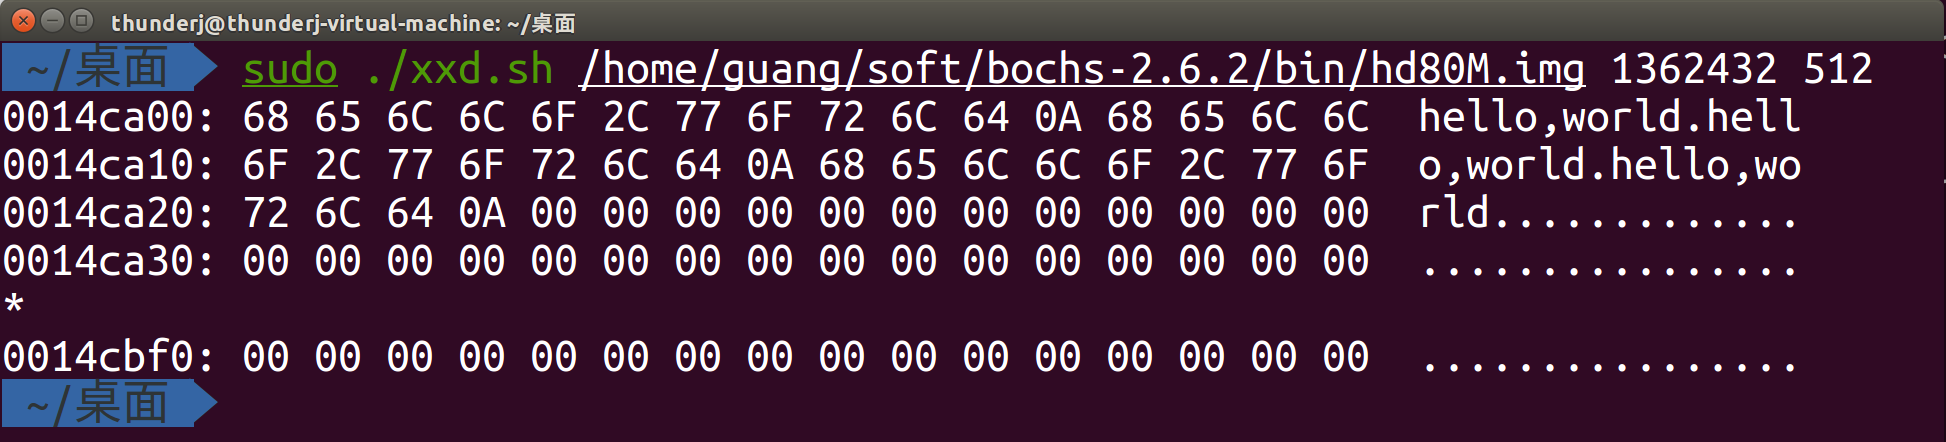 thunderj@thunderj-virtual-machine: ~/桌面
~/桌面 sudo ./xxd.sh /home/guang/soft/bochs-2.6.2/bin/hd80M.img 1362432 512
0014ca00: 68 65 6C 6C 6F 2C 77 6F 72 6C 64 0A 68 65 6C 6C  hello,world.hell
0014ca10: 6F 2C 77 6F 72 6C 64 0A 68 65 6C 6C 6F 2C 77 6F  o,world.hello,wo
0014ca20: 72 6C 64 0A 00 00 00 00 00 00 00 00 00 00 00 00  rld.............
0014ca30: 00 00 00 00 00 00 00 00 00 00 00 00 00 00 00 00  ................
*
0014cbf0: 00 00 00 00 00 00 00 00 00 00 00 00 00 00 00 00  ................
~/桌面